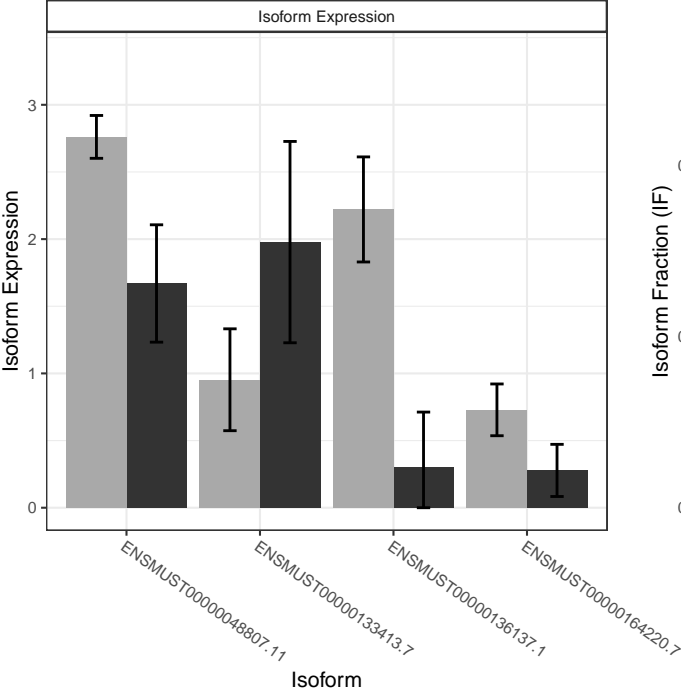 Isoform Expression
Isoform Expression
3
2
1
0
ENSMUST00000048807.11
ENSMUST00000133413.7
ENSMUST00000136137.1
ENSMUST00000164220.7
Isoform
Isoform Fraction (IF)